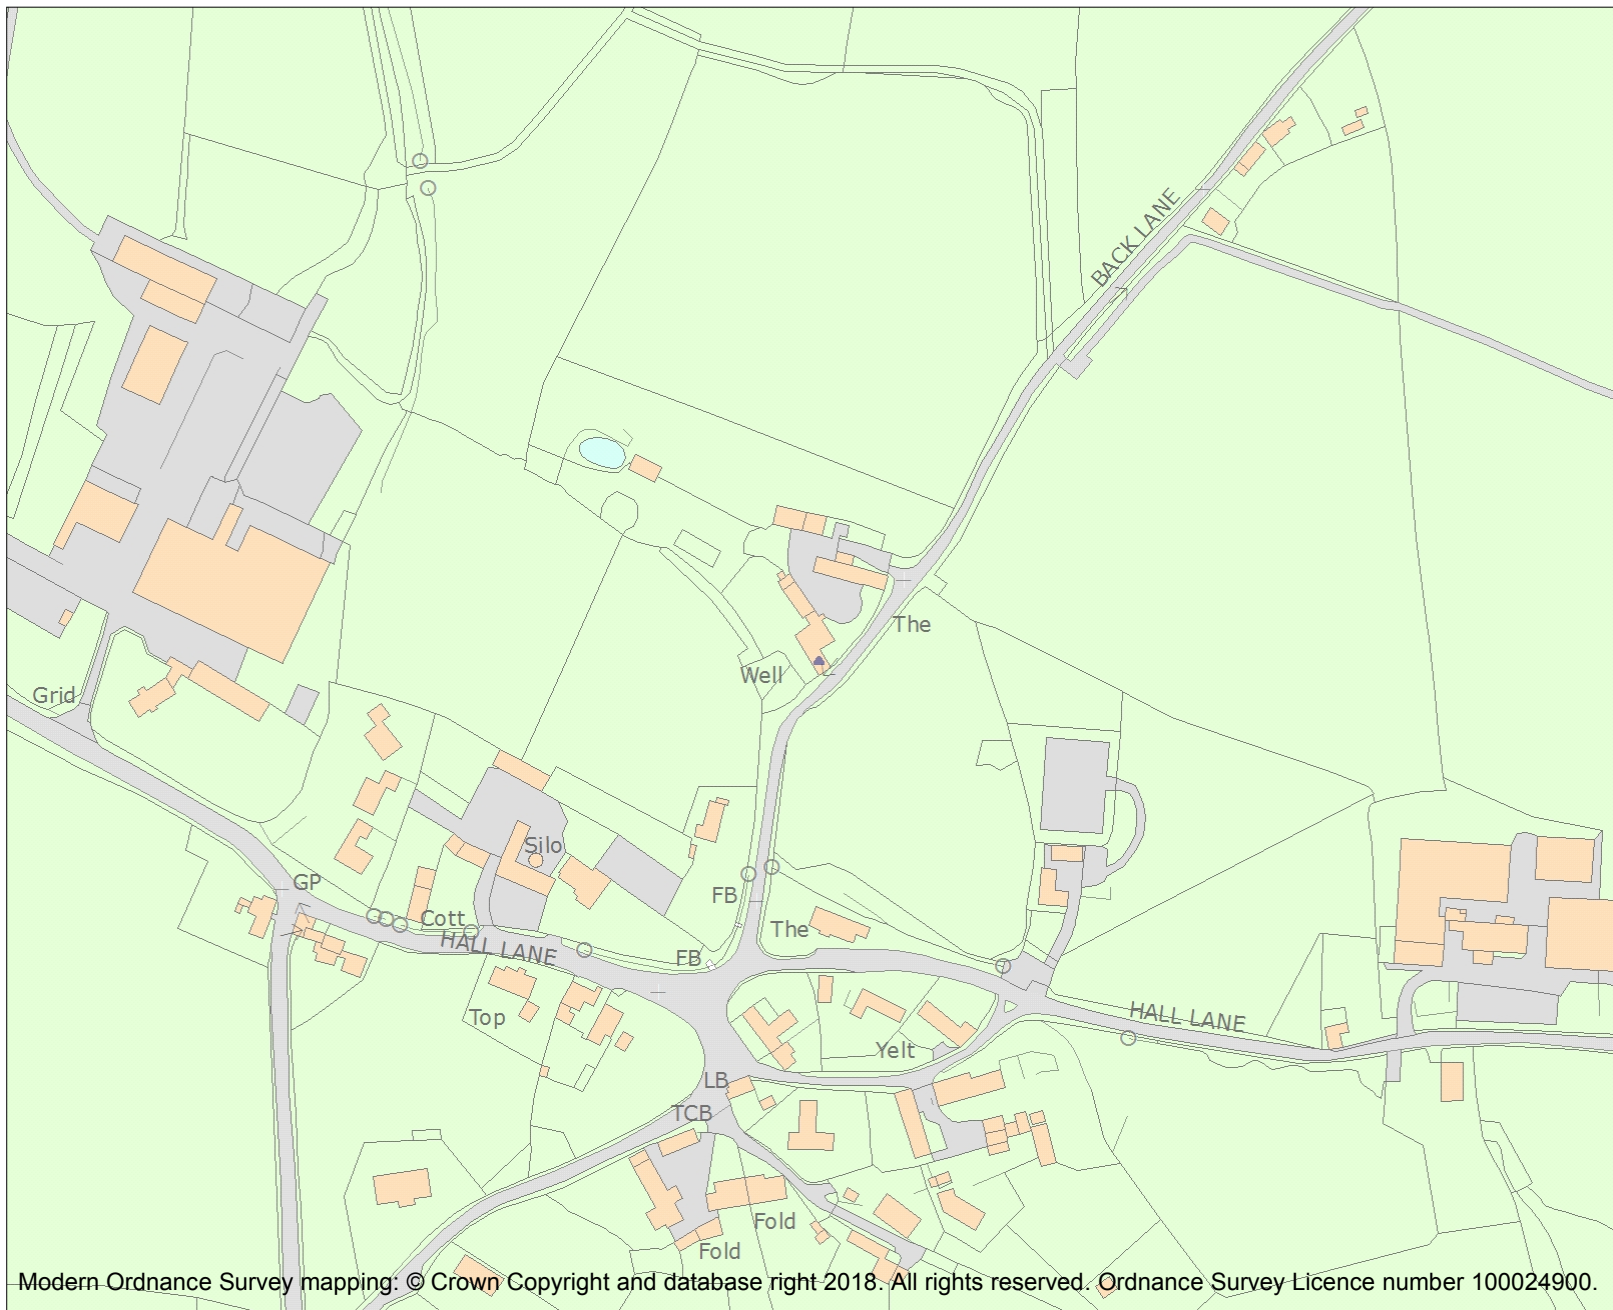 BACK LANE
The
Well
Grid
Silo
GP
FB
Cott
The
HALL LANE
FB
Top
HALL LANE
Yelt
LB
TCB
Fold
Fold
Modern Ordnance Survey mapping: © Crown Copyright and database right 2018. All rights reserved. Ordnance Survey Licence number 100024900.